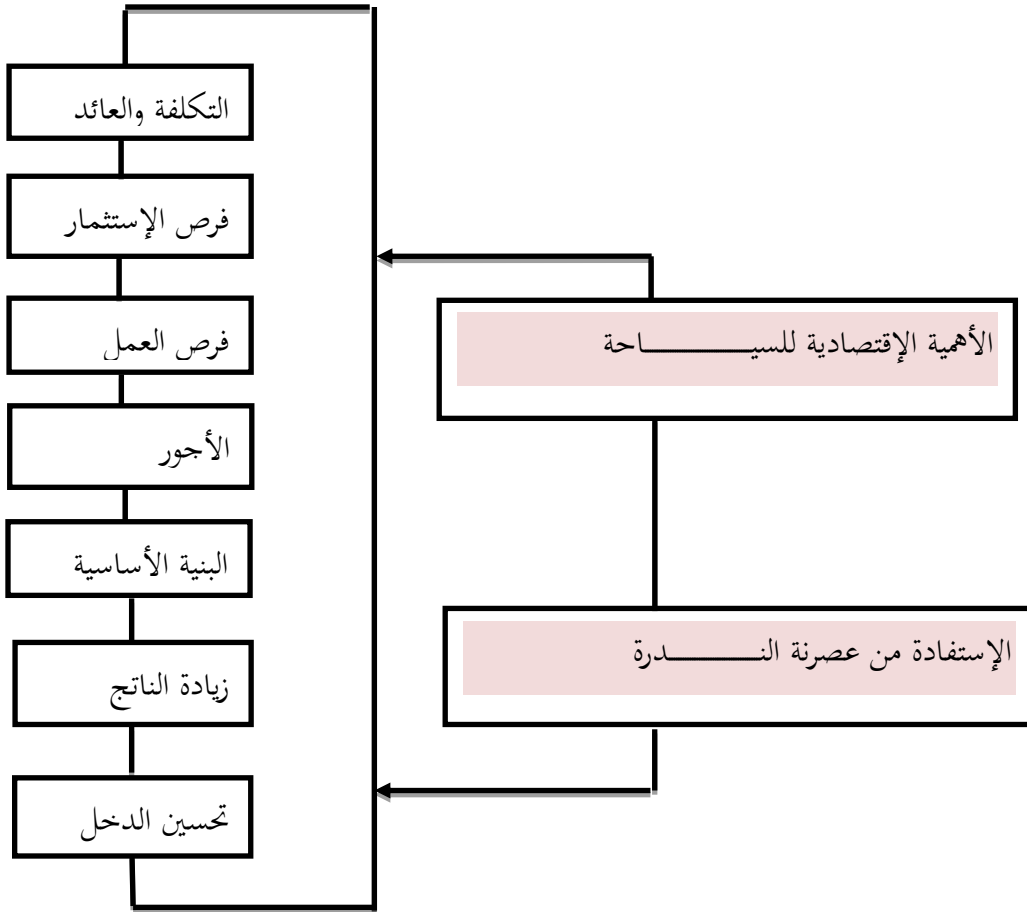 الأهمية الإقتصادية للسيـــــــــاحة
الإستفادة من عصرنة النـــــــــدرة
التكلفة والعائد
فرص الإستثمار
فرص العمل
الأجور
البنية الأساسية
زيادة الناتج
تحسين الدخل